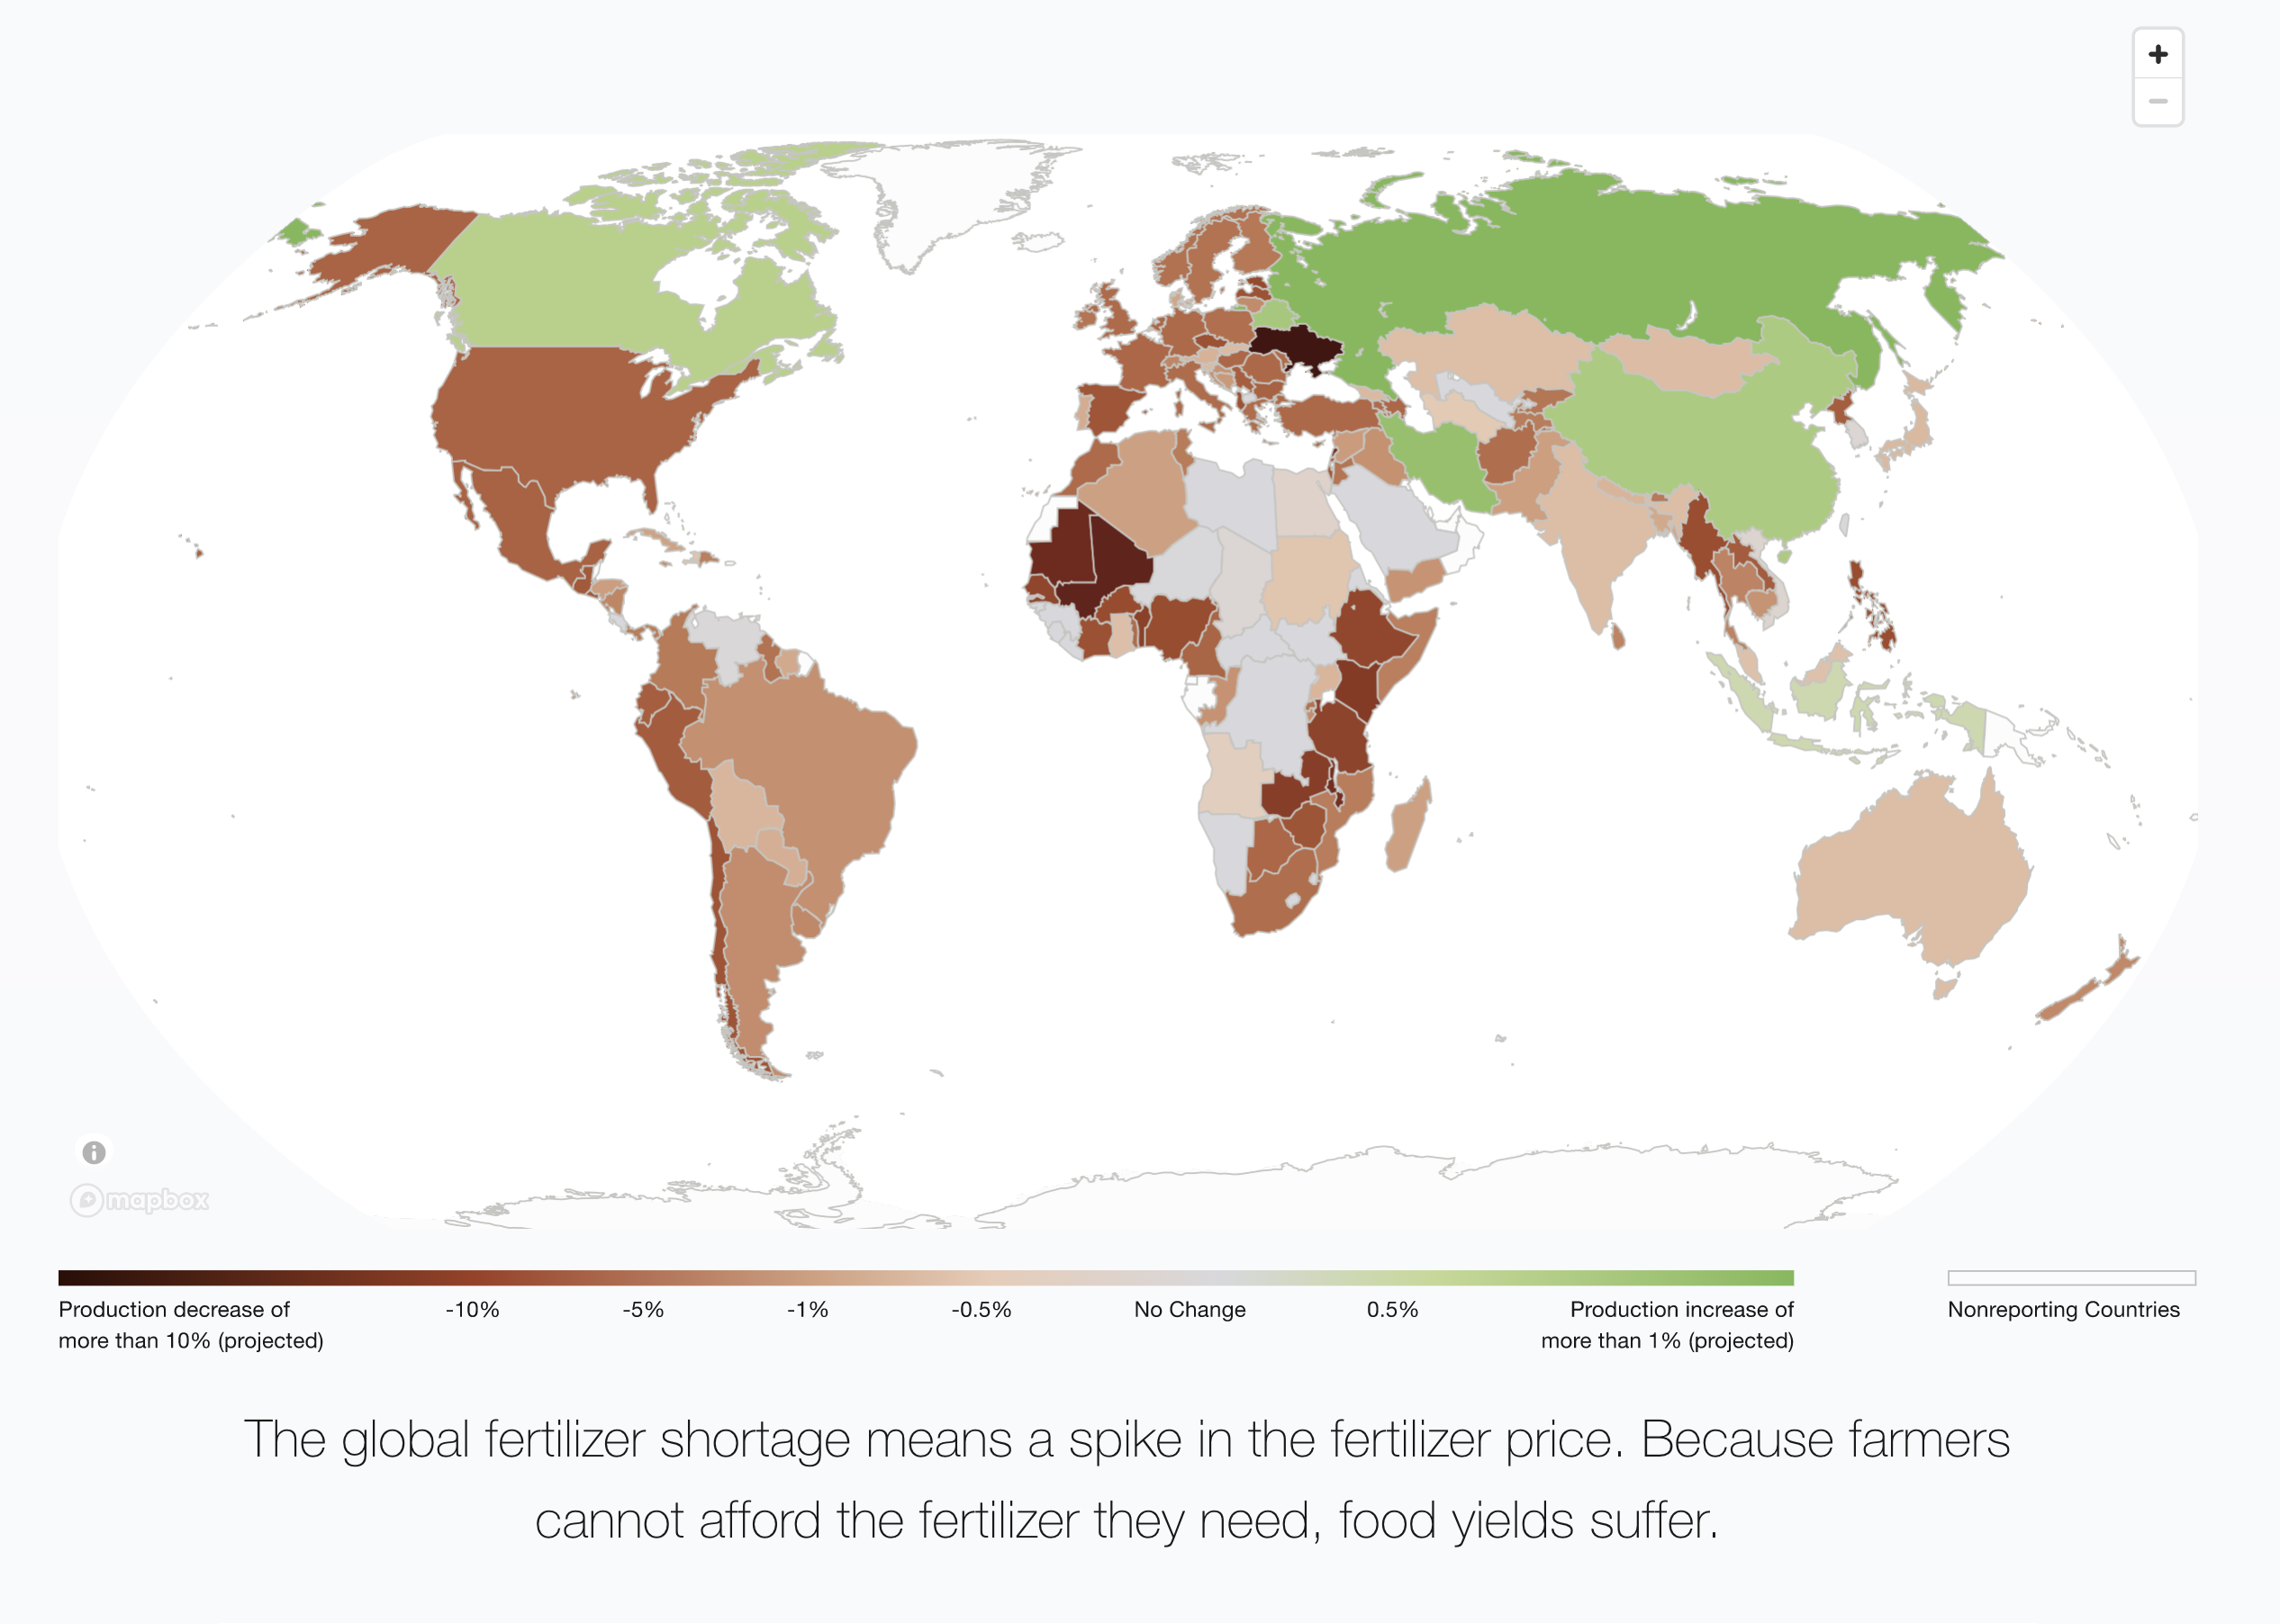 +
−
mapbox
Production decrease of
more than 10% (projected)
-10%
-5%
-1%
-0.5%
No Change
0.5%
Production increase of
more than 1% (projected)
Nonreporting Countries
The global fertilizer shortage means a spike in the fertilizer price. Because farmers
cannot afford the fertilizer they need, food yields suffer.